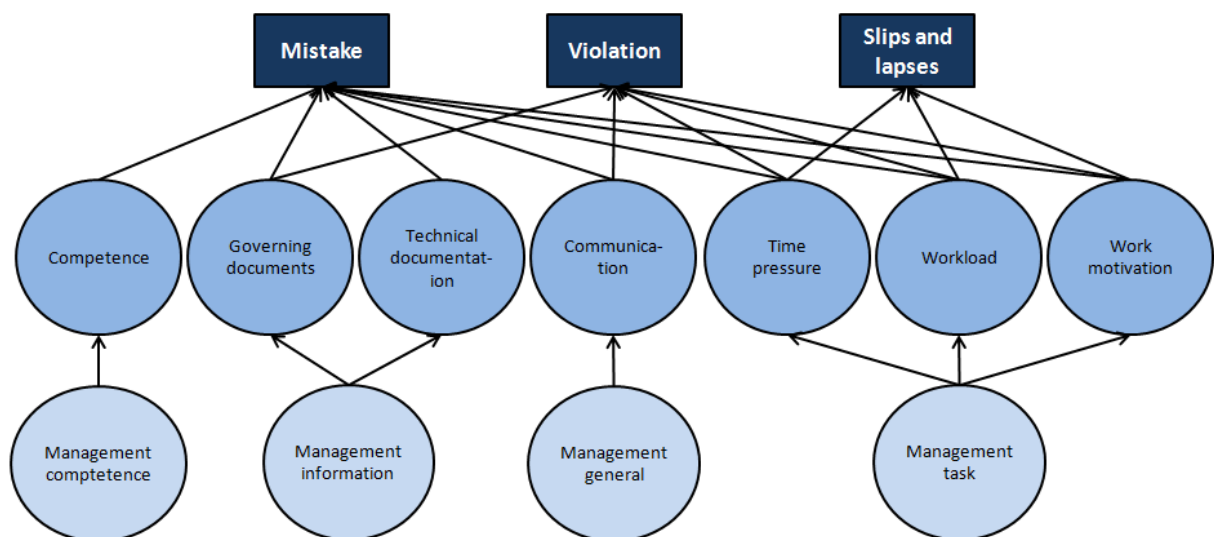 Mistake
Violation
Slips and
lapses
Competence
Governing
documents
Technical
documentat-
ion
Communica-
tion
Time
pressure
Workload
Work
motivation
Management
comptetence
Management
information
Management
general
Management
task